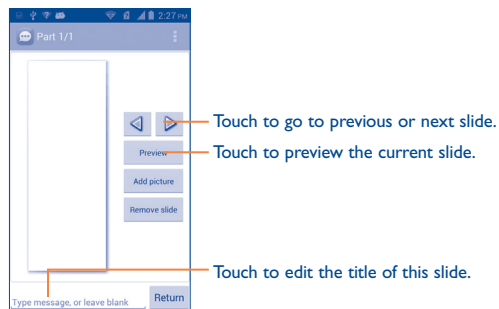 2:27 PM
Part 1/1
Touch to go to previous or next slide.
Preview
Touch to preview the current slide.
Add picture
Remove slide
Touch to edit the title of this slide.
Type message, or leave blank
Return